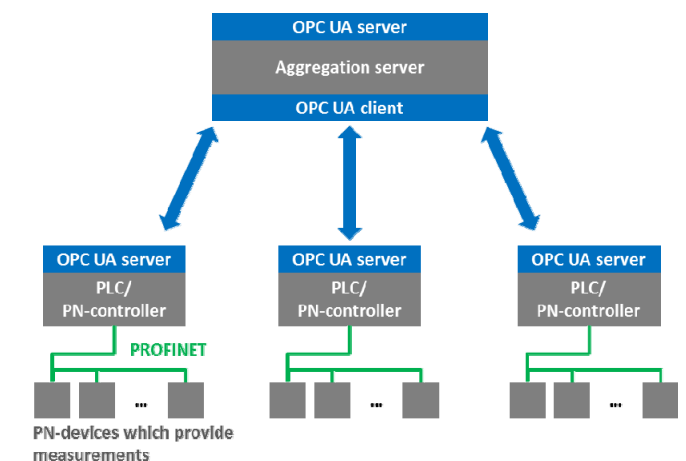 OPC UA server
Aggregation server
OPC UA client
OPC UA server
PLC/
PN-controller
OPC UA server
PLC/
PN-controller
OPC UA server
PLC/
PN-controller
PROFINET
...
...
...
PN-devices which provide
measurements